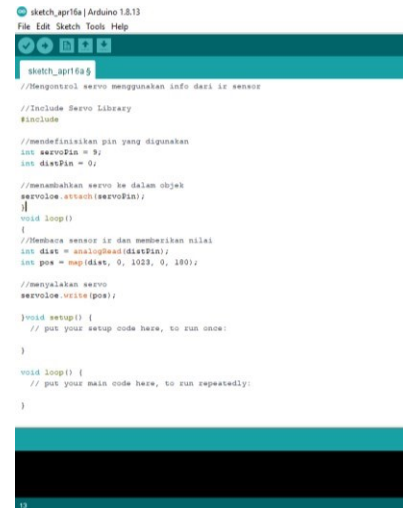 sketch_apr16a | Arduino 1.8.13
File Edit Sketch Tools Help
sketch_apr16a §
//Mengontrol servo menggunakan info dari ir sensor
//Include Servo Library
#include
//mendefinisikan pin yang digunakan
int servoPin = 9;
int distPin = 0;
//menambahkan servo ke dalam objek
servoloe.attach(servoPin);
}
void loop()
{
//Membaca sensor ir dan memberikan nilai
int dist = analogRead(distPin);
int pos = map(dist, 0, 1023, 0, 180);
//menyalakan servo
servoloe.write(pos);
}void setup() {
// put your setup code here, to run once:
}
void loop() {
// put your main code here, to run repeatedly:
}
13